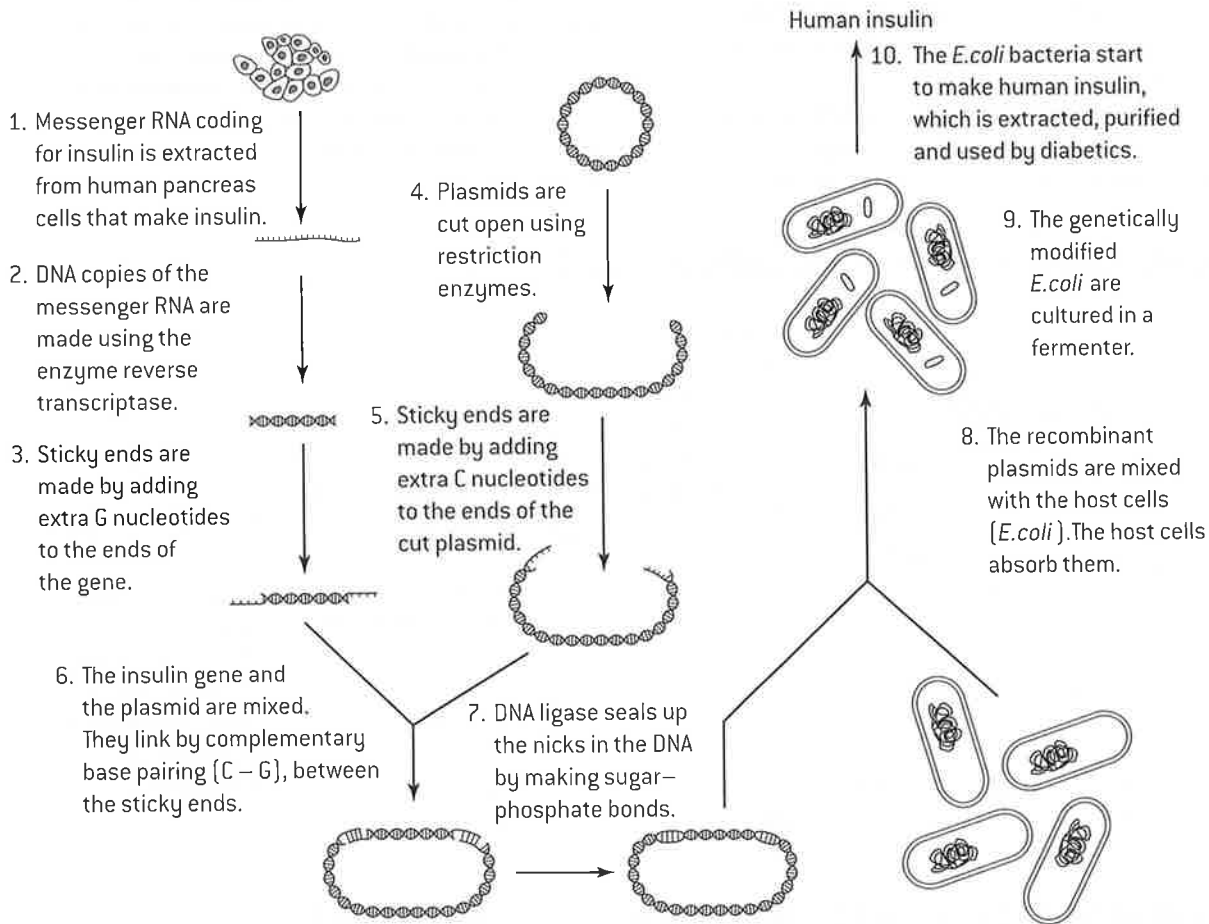 1. Messenger RNA coding
for insulin is extracted
from human pancreas
cells that make insulin.
2. DNA copies of the
messenger RNA are
made using the
enzyme reverse
transcriptase.
3. Sticky ends are
made by adding
extra G nucleotides
to the ends of
the gene.
4. Plasmids are
cut open using
restriction
enzymes.
5. Sticky ends are
made by adding
extra C nucleotides
to the ends of the
cut plasmid.
6. The insulin gene and
the plasmid are mixed.
They link by complementary
base pairing (C – G), between
the sticky ends.
7. DNA ligase seals up
the nicks in the DNA
by making sugar–
phosphate bonds.
8. The recombinant
plasmids are mixed
with the host cells
(E.coli).The host cells
absorb them.
9. The genetically
modified
E.coli are
cultured in a
fermenter.
10. The E.coli bacteria start
to make human insulin,
which is extracted, purified
and used by diabetics.
Human insulin